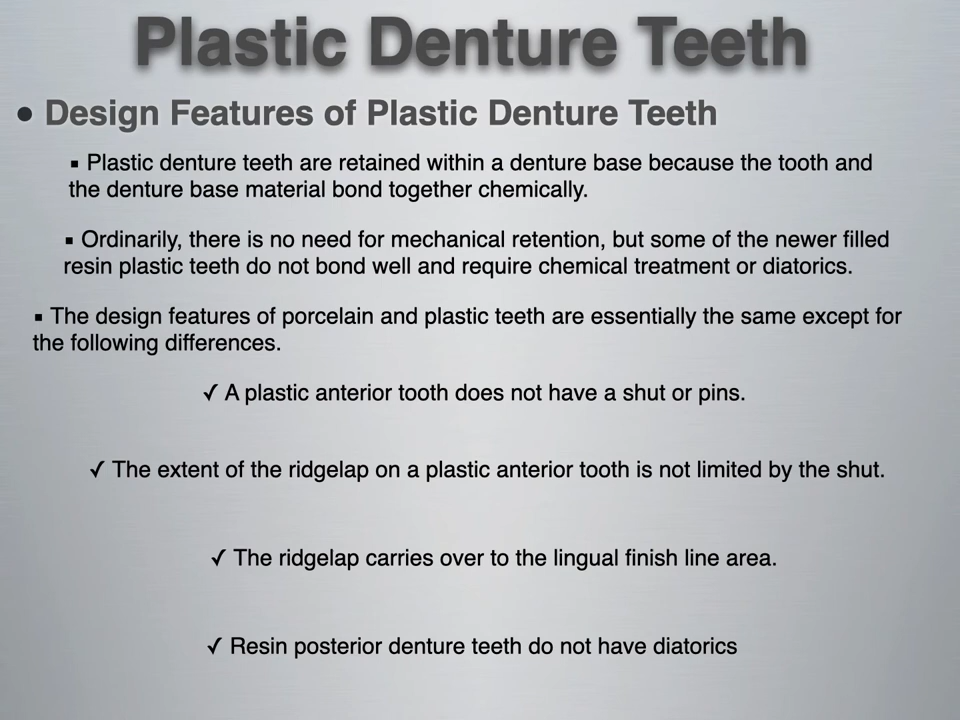 Plastic Denture Teeth
• Design Features of Plastic Denture Teeth
▪ Plastic denture teeth are retained within a denture base because the tooth and
the denture base material bond together chemically.
▪ Ordinarily, there is no need for mechanical retention, but some of the newer filled
resin plastic teeth do not bond well and require chemical treatment or diatorics.
▪ The design features of porcelain and plastic teeth are essentially the same except for
the following differences.
✓ A plastic anterior tooth does not have a shut or pins.
✓ The extent of the ridgelap on a plastic anterior tooth is not limited by the shut.
✓ The ridgelap carries over to the lingual finish line area.
✓ Resin posterior denture teeth do not have diatorics